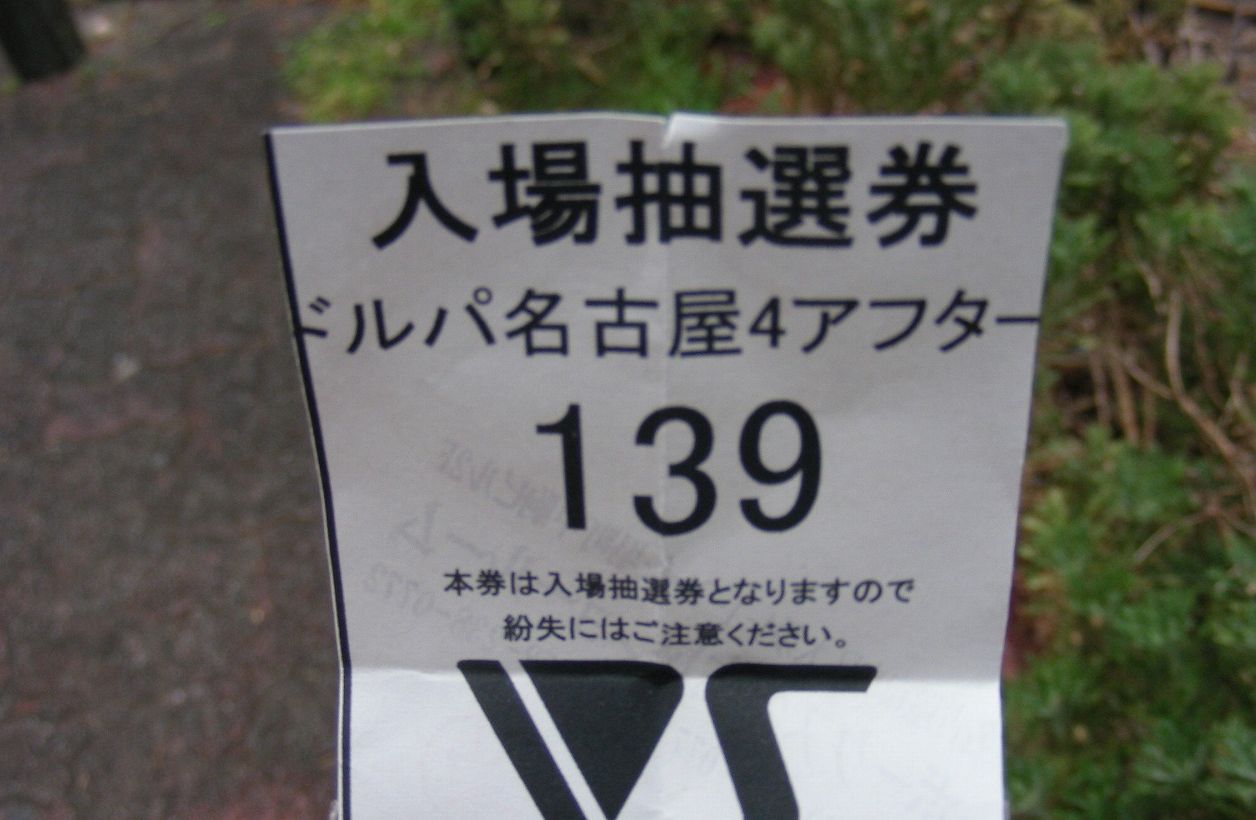 入場抽選券
ドルパ名古屋4アフター
139
本券は入場抽選券となりますので
紛失にはご注意ください。